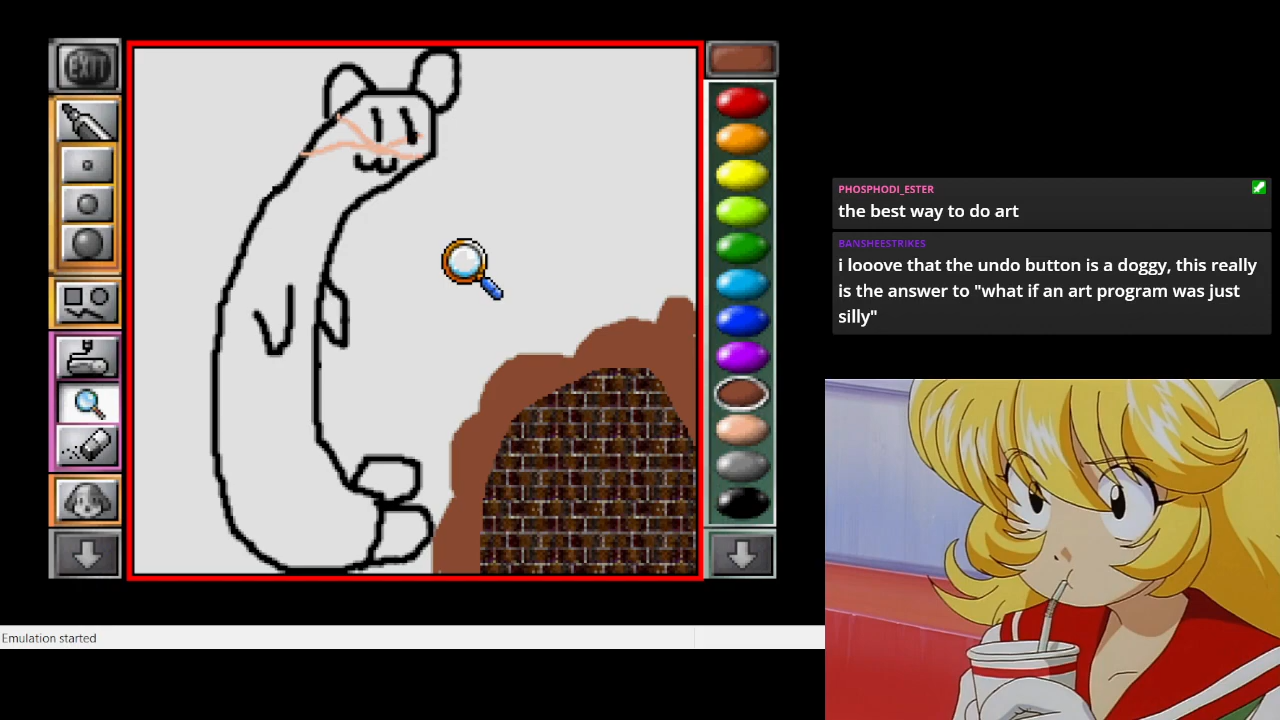 EXIT
PHOSPHODI_ESTER
the best way to do art
BANSHEESTRIKES
i looove that the undo button is a doggy, this really
is the answer to "what if an art program was just
silly"
Emulation started